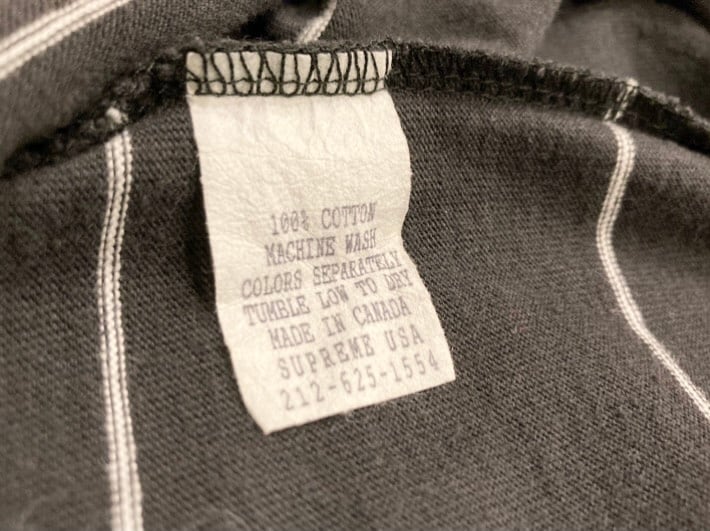 100% COTTON
MACHINE WASH
COLORS SEPARATELY
TUMBLE LOW TO DRY
MADE IN CANADA
SUPREME USA
212-625-1554